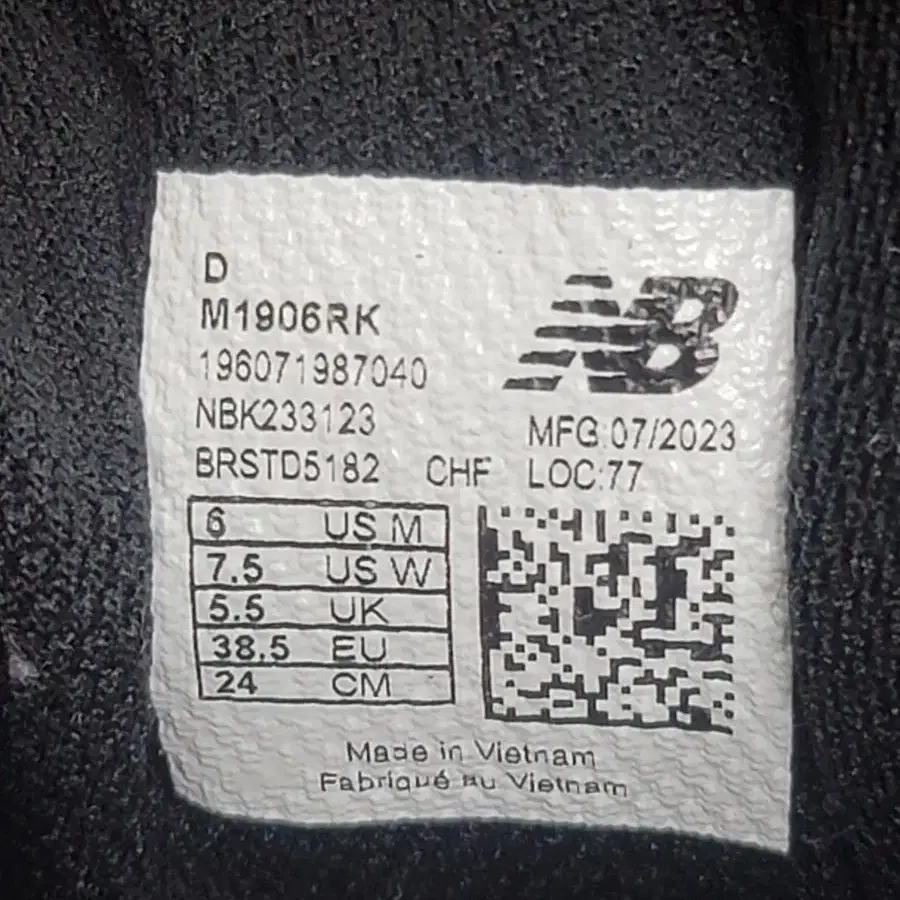 D
M1906RK
196071987040
NBK233123
BRSTD5182 CHF
NB
MFG:07/2023
LOC:77
6 US M
7.5 US W
5.5 UK
38.5 EU
24 CM
Made in Vietnam
Fabriqué au Vietnam